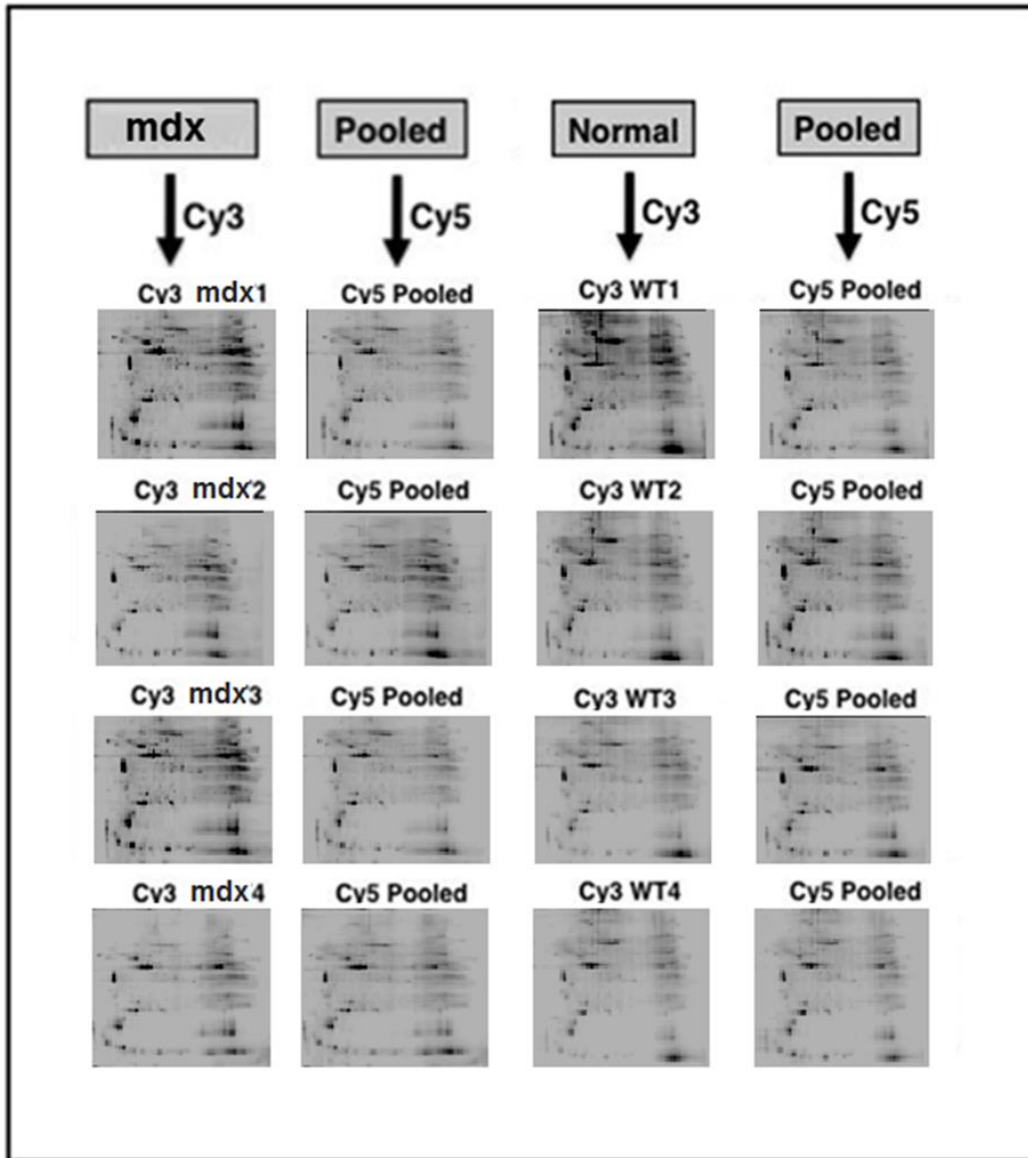 mdx Pooled Normal Pooled
Cy3 Cy5 Cy3 Cy5
Cy3 mdx1 Cy5 Pooled Cy3 WT1 Cy5 Pooled
Cy3 mdx2 Cy5 Pooled Cy3 WT2 Cy5 Pooled
Cy3 mdx3 Cy5 Pooled Cy3 WT3 Cy5 Pooled
Cy3 mdx4 Cy5 Pooled Cy3 WT4 Cy5 Pooled